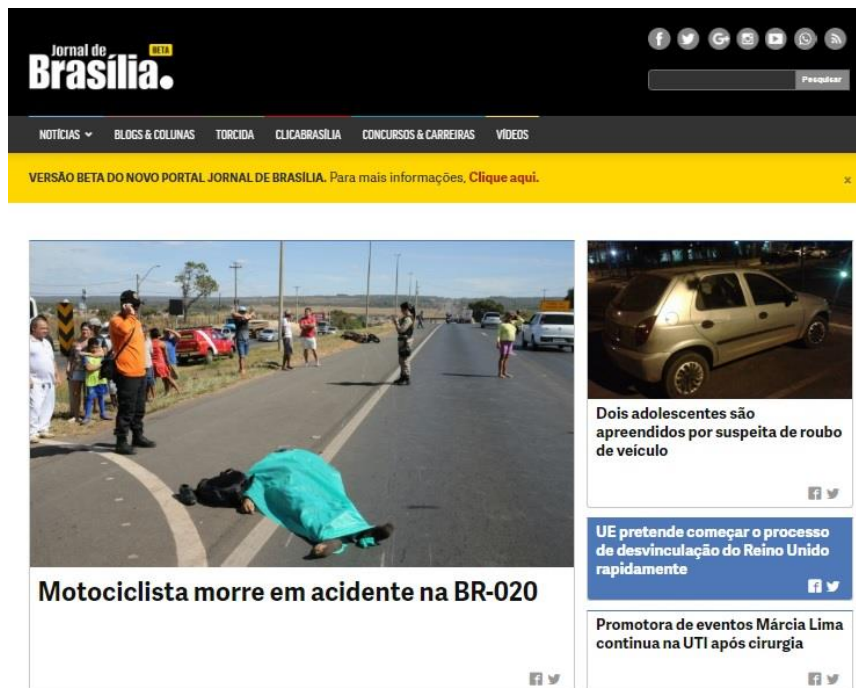 Jornal de
BETA
Brasília.
Pesquisar
NOTÍCIAS
BLOGS & COLUNAS
TORCIDA
CLICABRASÍLIA
CONCURSOS & CARREIRAS
VÍDEOS
VERSÃO BETA DO NOVO PORTAL JORNAL DE BRASÍLIA. Para mais informações, Clique aqui.
x
Motociclista morre em acidente na BR-020
Dois adolescentes são
apreendidos por suspeita de roubo
de veículo
UE pretende começar o processo
de desvinculação do Reino Unido
rapidamente
Promotora de eventos Márcia Lima
continua na UTI após cirurgia